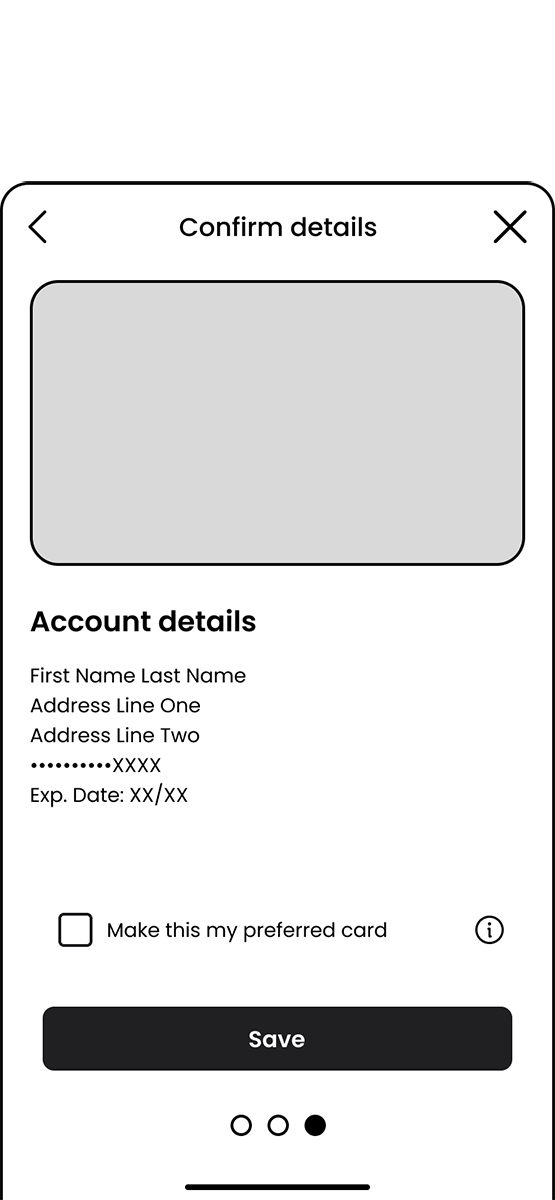 Confirm details
Account details
First Name Last Name
Address Line One
Address Line Two
••••••••••XXXX
Exp. Date: XX/XX
Make this my preferred card
Save